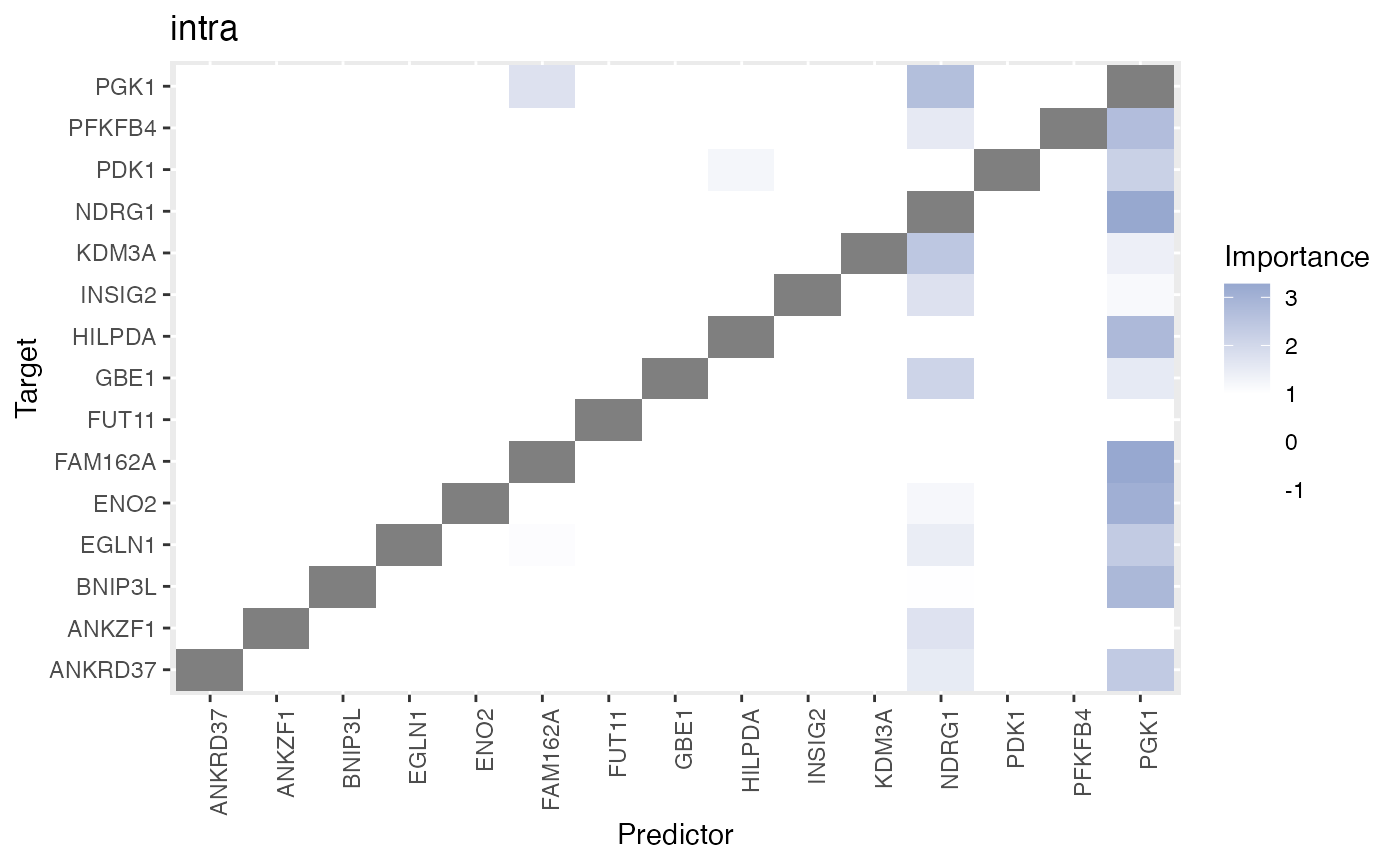 intra
PGK1
PFKFB4
PDK1
NDRG1
KDM3A
INSIG2
HILPDA
GBE1
FUT11
FAM162A
ENO2
EGLN1
BNIP3L
ANKZF1
ANKRD37
Target
ANKRD37
ANKZF1
BNIP3L
EGLN1
ENO2
FAM162A
FUT11
GBE1
HILPDA
INSIG2
KDM3A
NDRG1
PDK1
PFKFB4
PGK1
Predictor
Importance
3
2
1
0
-1